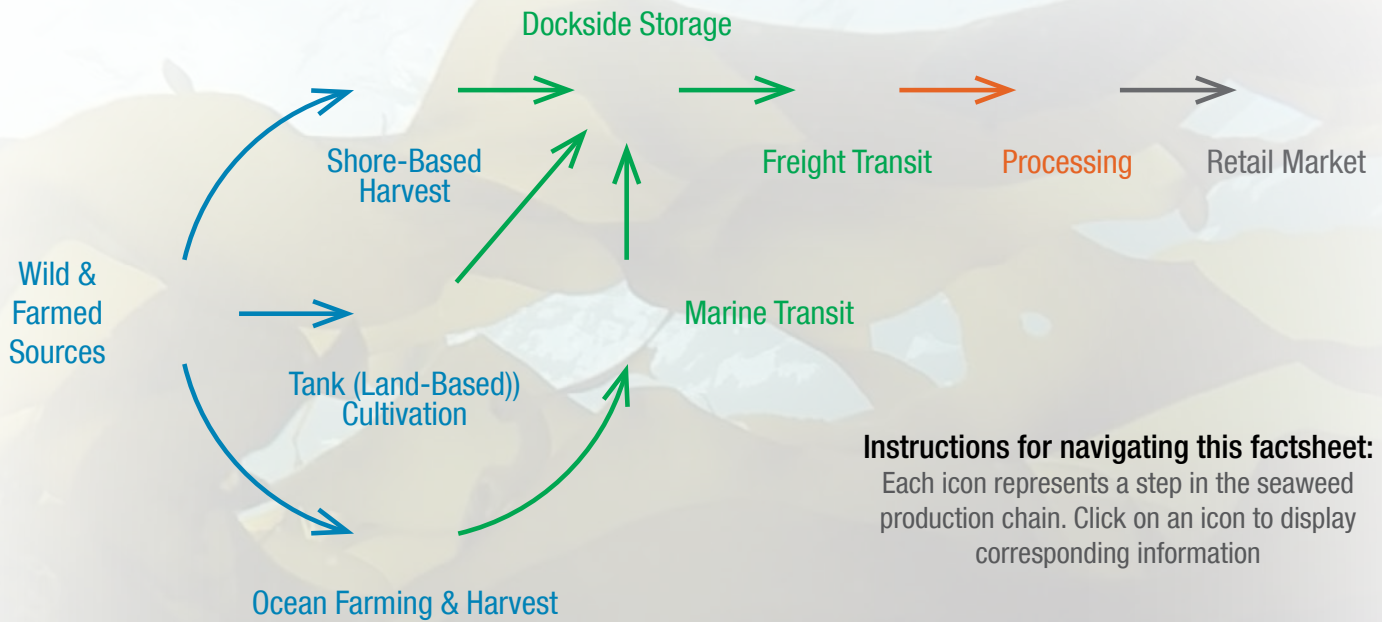 Dockside Storage
Shore-Based
Harvest
Freight Transit
Processing
Retail Market
Wild &
Farmed
Sources
Marine Transit
Tank (Land-Based))
Cultivation
Instructions for navigating this factsheet:
Each icon represents a step in the seaweed
production chain. Click on an icon to display
corresponding information
Ocean Farming & Harvest